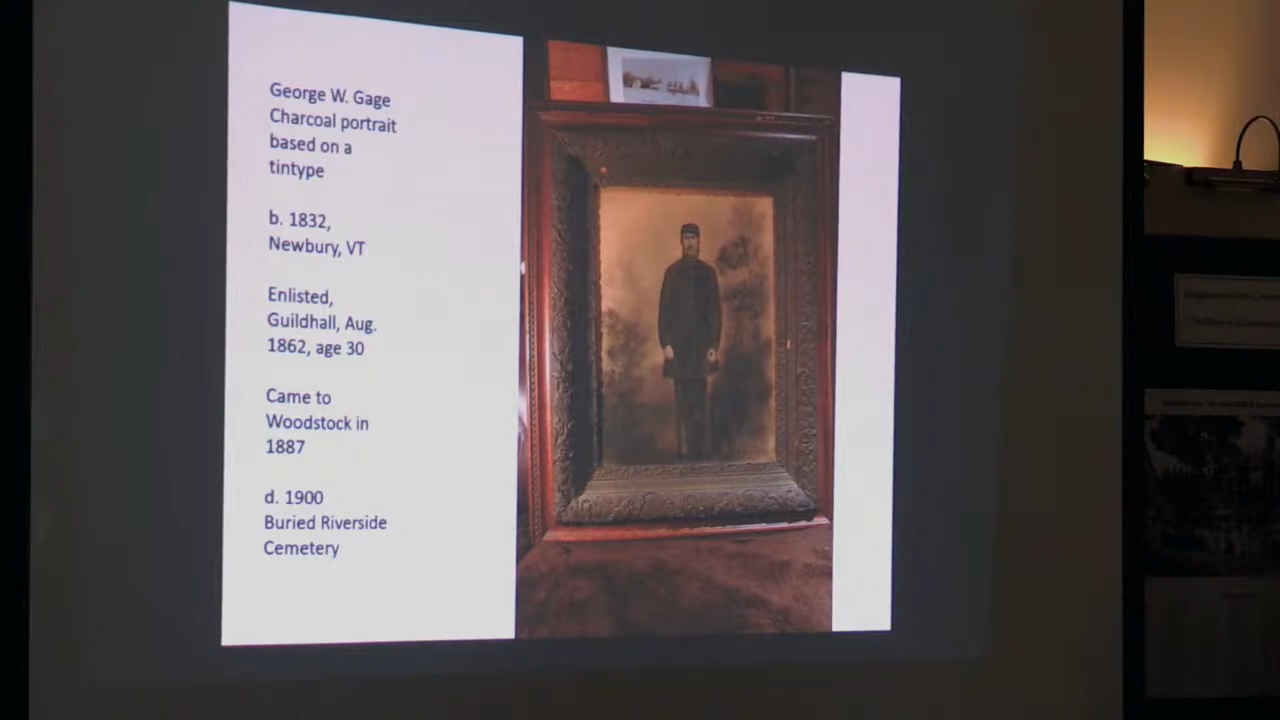 George W. Gage
Charcoal portrait
based on a
tintype
b. 1832,
Newbury, VT
Enlisted,
Guildhall, Aug.
1862, age 30
Came to
Woodstock in
1887
d. 1900
Buried Riverside
Cemetery